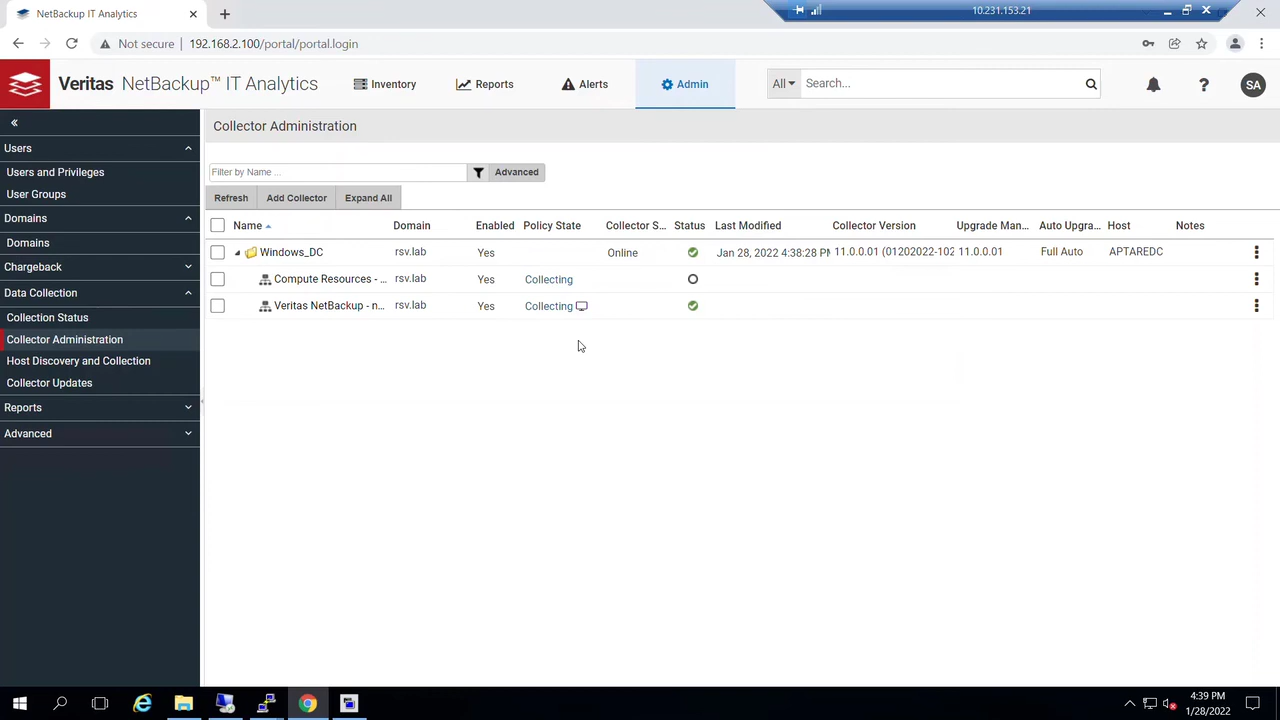 NetBackup IT Analytics
10.231.153.21
Not secure 192.168.2.100/portal/portal.login
Veritas NetBackup™ IT Analytics
Inventory
Reports
Alerts
Admin
All
Search...
SA
Collector Administration
Users
Users and Privileges
User Groups
Domains
Domains
Chargeback
Data Collection
Collection Status
Collector Administration
Host Discovery and Collection
Collector Updates
Reports
Advanced
Filter by Name ...
Advanced
Refresh
Add Collector
Expand All
Name Domain Enabled Policy State Collector S... Status Last Modified Collector Version Upgrade Man... Auto Upgra... Host Notes
Windows_DC rsv.lab Yes Online Jan 28, 2022 4:38:28 PM 11.0.0.01 (01202022-102 11.0.0.01 Full Auto APTAREDC
Compute Resources - ... rsv.lab Yes Collecting
Veritas NetBackup - n... rsv.lab Yes Collecting
4:39 PM
1/28/2022